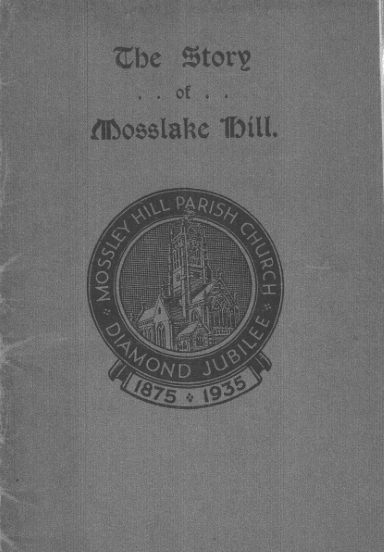 The Story
. . of . .
Mosslake Hill.
MOSSLEY HILL PARISH CHURCH
DIAMOND JUBILEE
1875 1935